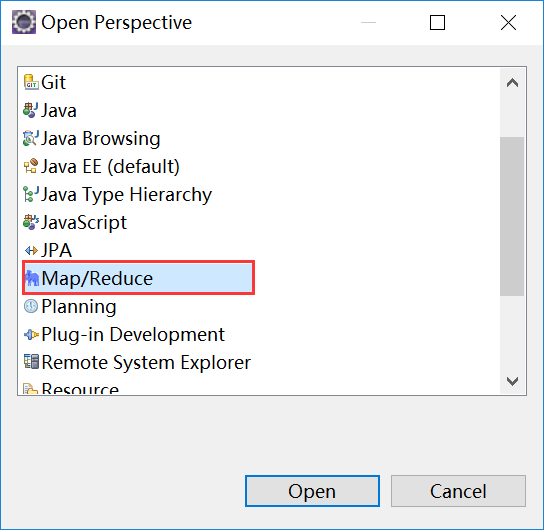 Open Perspective
Git
Java
Java Browsing
Java EE (default)
Java Type Hierarchy
JavaScript
JPA
Map/Reduce
Planning
Plug-in Development
Remote System Explorer
Resource
Open
Cancel